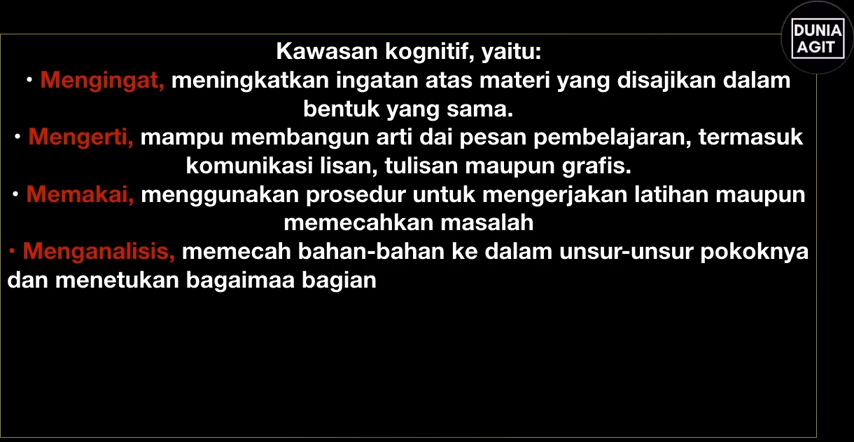 DUNIA
AGIT
Kawasan kognitif, yaitu:
• Mengingat, meningkatkan ingatan atas materi yang disajikan dalam
bentuk yang sama.
• Mengerti, mampu membangun arti dai pesan pembelajaran, termasuk
komunikasi lisan, tulisan maupun grafis.
• Memakai, menggunakan prosedur untuk mengerjakan latihan maupun
memecahkan masalah
• Menganalisis, memecah bahan-bahan ke dalam unsur-unsur pokoknya
dan menetukan bagaimaa bagian